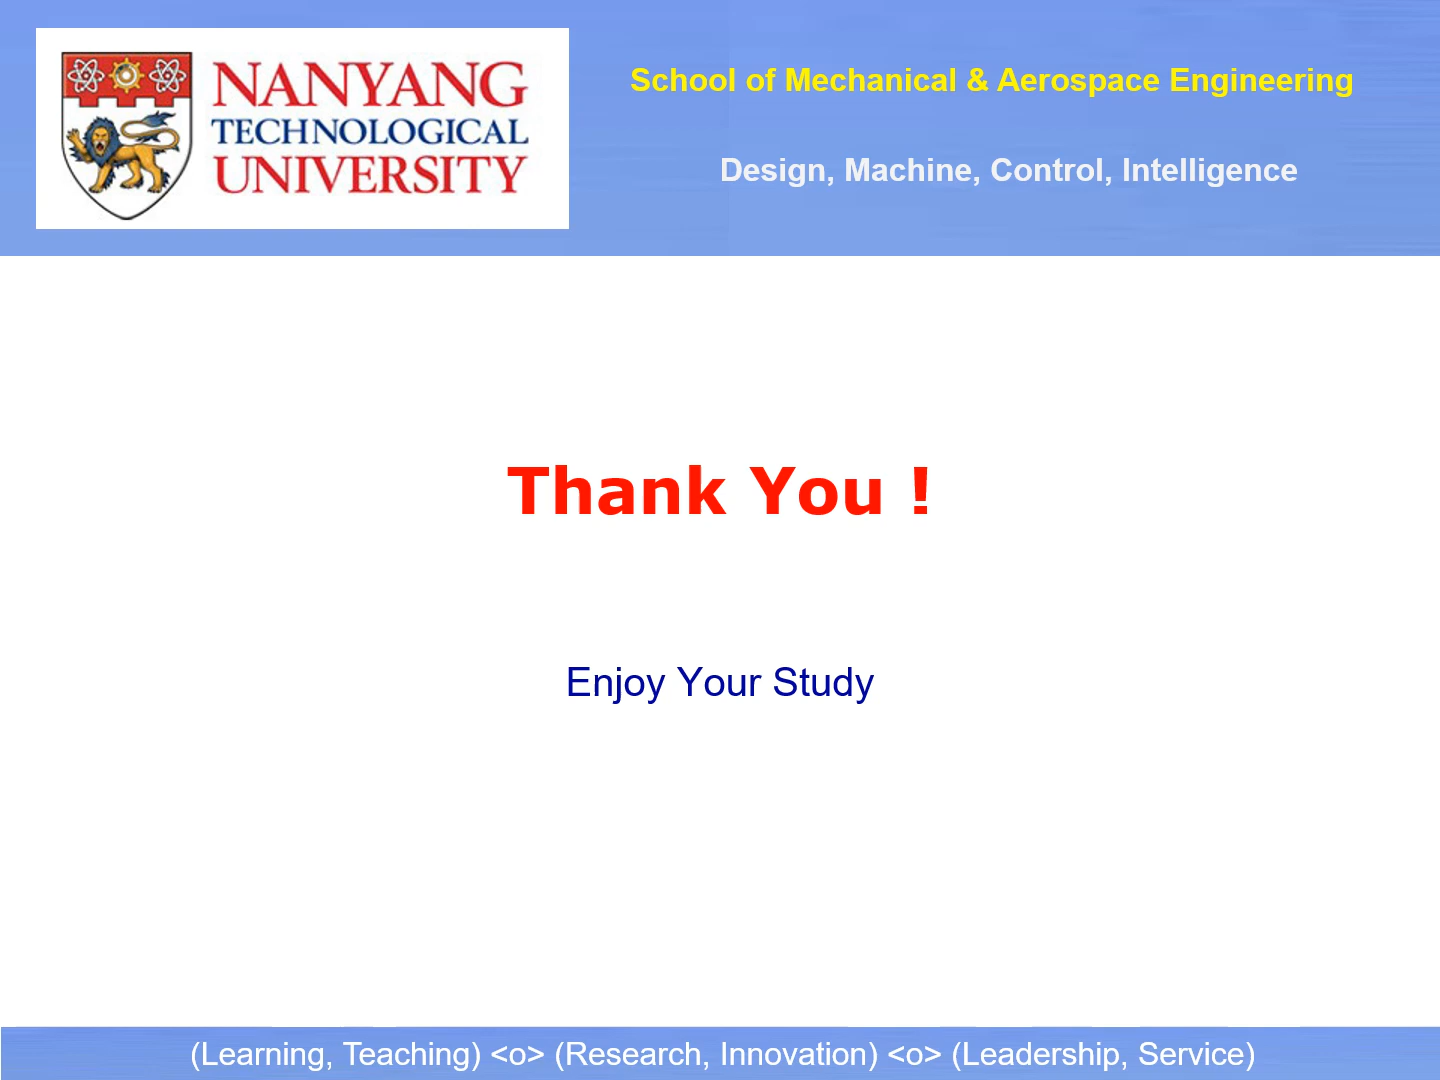 NANYANG
TECHNOLOGICAL
UNIVERSITY
School of Mechanical & Aerospace Engineering
Design, Machine, Control, Intelligence
Thank You !
Enjoy Your Study
(Learning, Teaching) <o> (Research, Innovation) <o> (Leadership, Service)